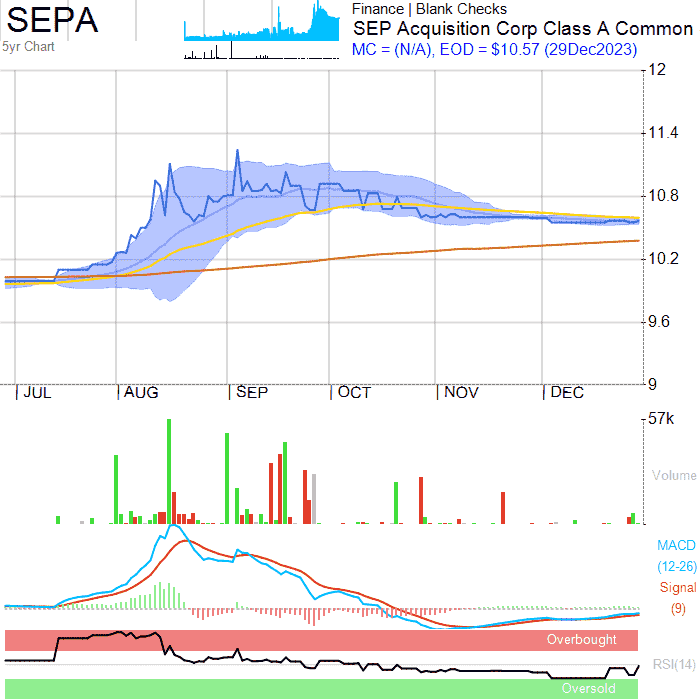 SEPA
5yr Chart
Finance | Blank Checks
SEP Acquisition Corp Class A Common
MC = (N/A), EOD = $10.57 (29Dec2023)
12
11.4
10.8
10.2
9.6
9
JUL AUG SEP OCT NOV DEC
57k
Volume
MACD
(12-26)
Signal
(9)
Overbought
RSI(14)
Oversold